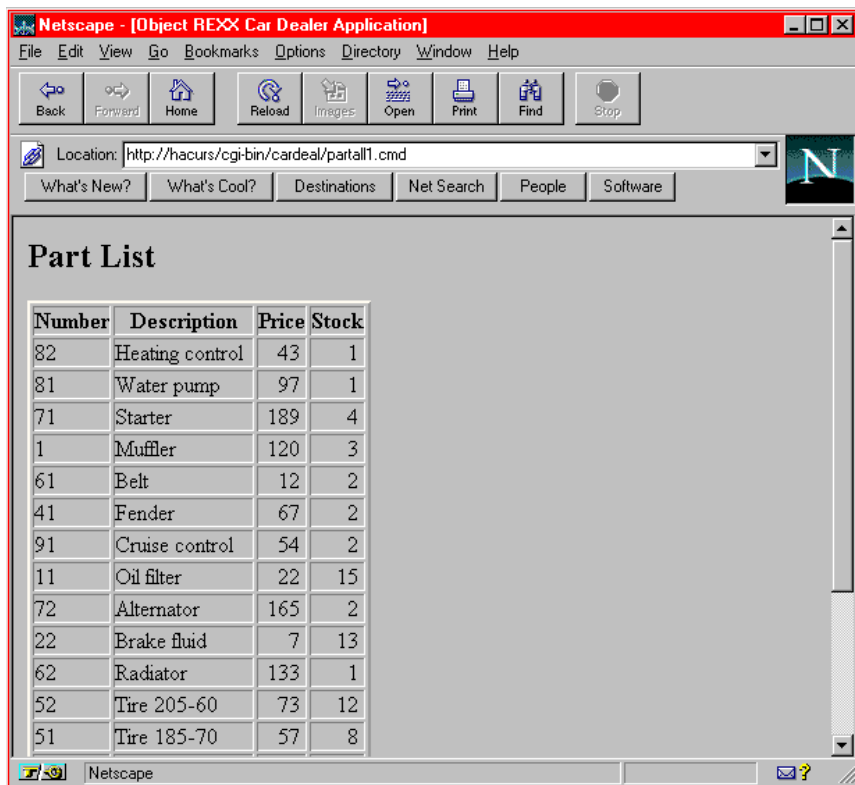 Netscape - [Object REXX Car Dealer Application]
File Edit View Go Bookmarks Options Directory Window Help
Back Forward Home Reload Images Open Print Find Stop
Location: http://hacurs/cgi-bin/cardeal/partall1.cmd
N
What's New? What's Cool? Destinations Net Search People Software
Part List
Number Description Price Stock
82 Heating control 43 1
81 Water pump 97 1
71 Starter 189 4
1 Muffler 120 3
61 Belt 12 2
41 Fender 67 2
91 Cruise control 54 2
11 Oil filter 22 15
72 Alternator 165 2
22 Brake fluid 7 13
62 Radiator 133 1
52 Tire 205-60 73 12
51 Tire 185-70 57 8
Netscape